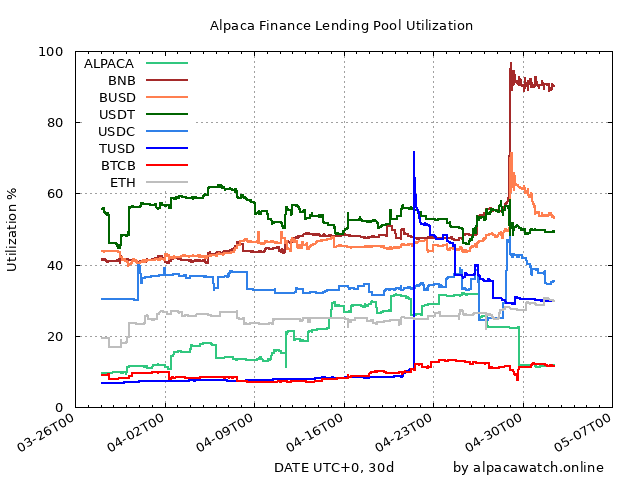 Alpaca Finance Lending Pool Utilization
100
80
60
40
20
0
Utilization %
ALPACA
BNB
BUSD
USDT
USDC
TUSD
BTCB
ETH
03-26T00
04-02T00
04-09T00
04-16T00
04-23T00
04-30T00
05-07T00
DATE UTC+0, 30d
by alpacawatch.online